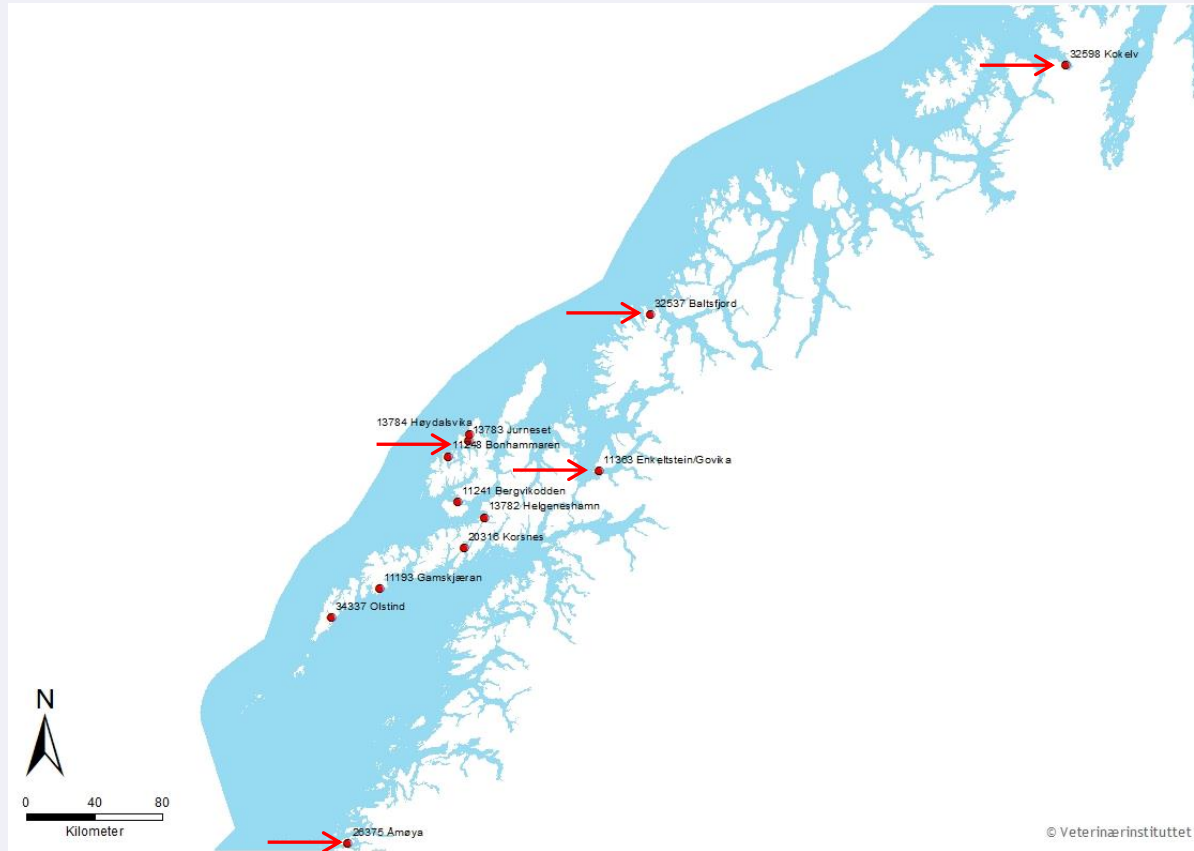 32598 Kokelv
32537 Baltsfjord
13784 Høydalsvika
13783 Jurneset
11248 Bonhammaren
11363 Enkeltstein/Govika
11241 Bergvikodden
13782 Helgeneshamn
20316 Korsnes
11193 Gamskjæran
34337 Olstind
N
0 40 80
Kilometer
26375 Åmøya
© Veterinærinstituttet